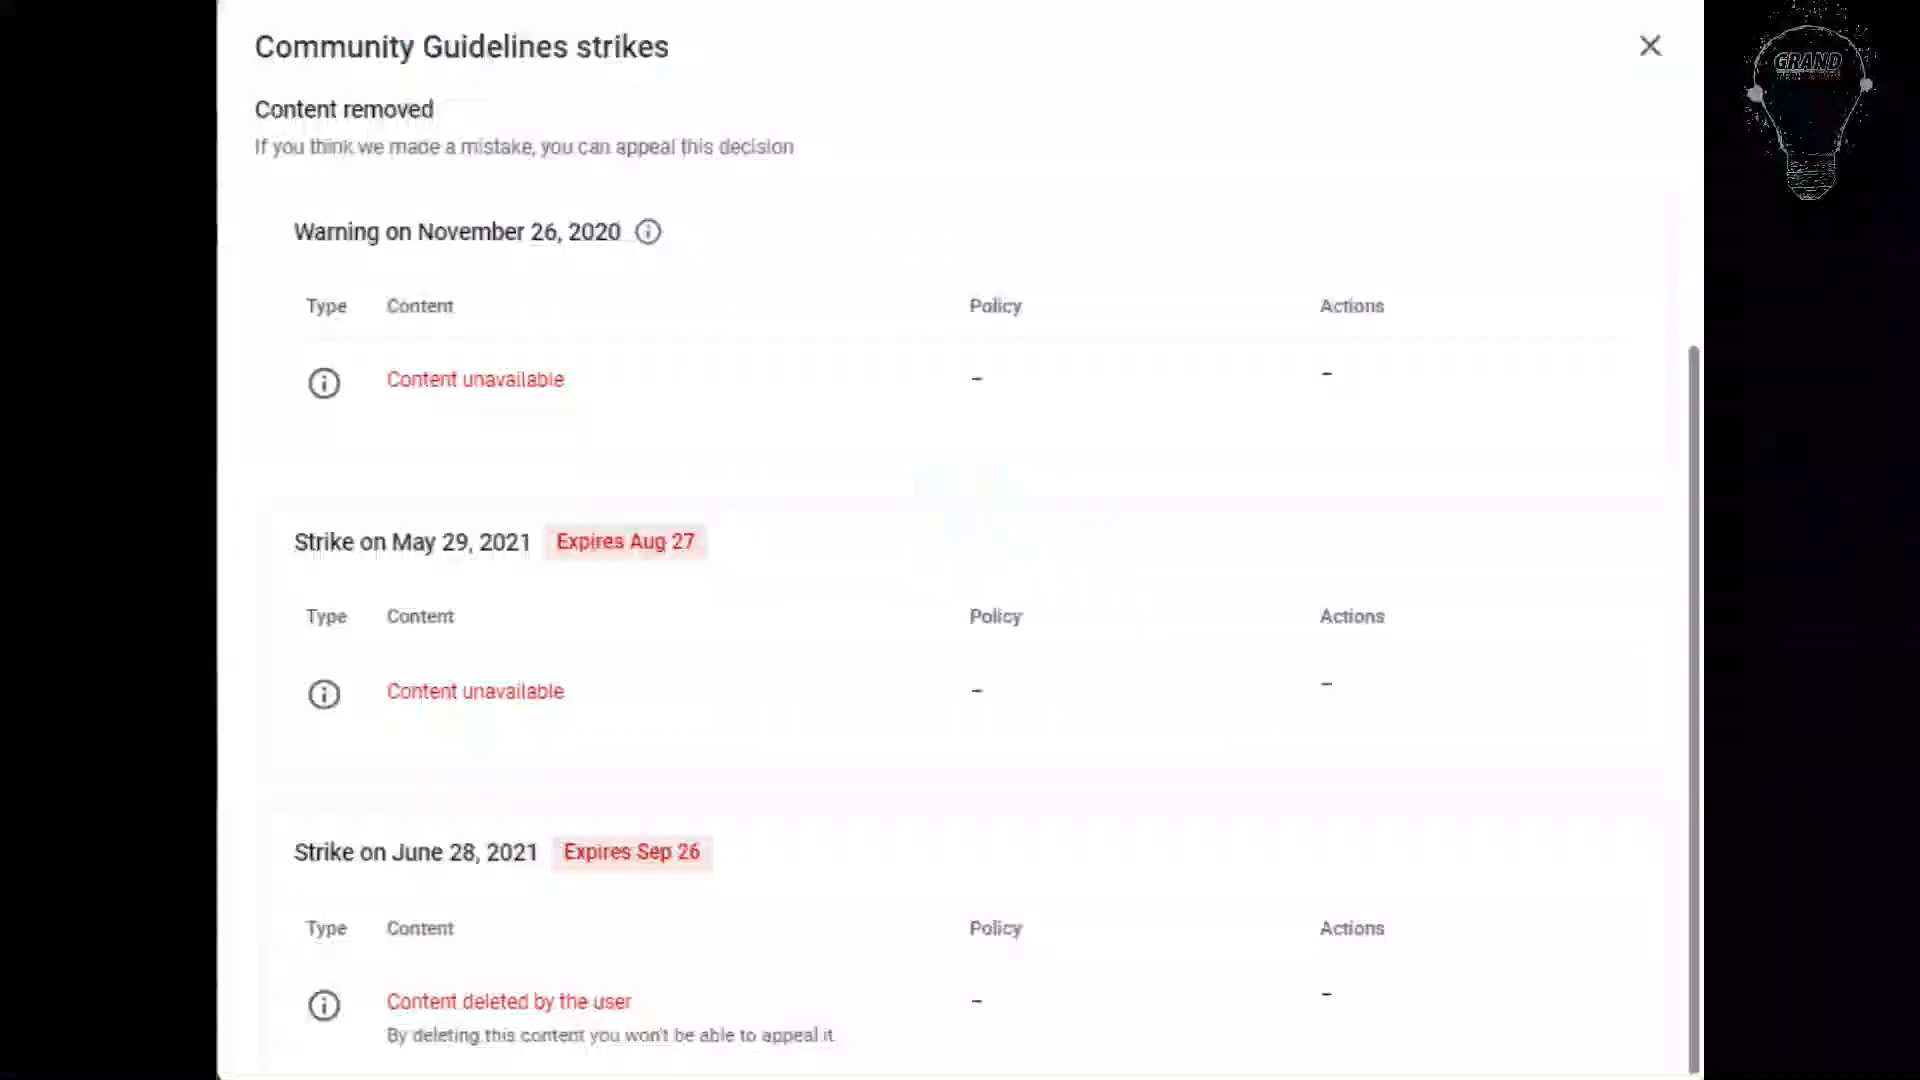 Community Guidelines strikes
Content removed
If you think we made a mistake, you can appeal this decision
Warning on November 26, 2020
Type Content Policy Actions
Content unavailable – –
Strike on May 29, 2021 Expires Aug 27
Type Content Policy Actions
Content unavailable – –
Strike on June 28, 2021 Expires Sep 26
Type Content Policy Actions
Content deleted by the user – –
By deleting this content you won't be able to appeal it
GRAND